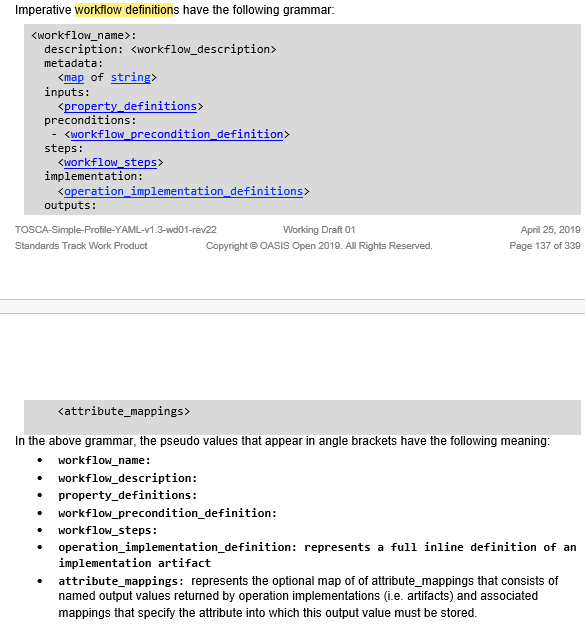 Imperative workflow definitions have the following grammar:
<workflow_name>:
description: <workflow_description>
metadata:
<map of string>
inputs:
<property_definitions>
preconditions:
- <workflow_precondition_definition>
steps:
<workflow_steps>
implementation:
<operation_implementation_definitions>
outputs:
TOSCA-Simple-Profile-YAML-v1.3-wd01-rev22 Working Draft 01 April 25, 2019
Standards Track Work Product Copyright © OASIS Open 2019. All Rights Reserved. Page 137 of 339
<attribute_mappings>
In the above grammar, the pseudo values that appear in angle brackets have the following meaning:
• workflow_name:
• workflow_description:
• property_definitions:
• workflow_precondition_definition:
• workflow_steps:
• operation_implementation_definition: represents a full inline definition of an
implementation artifact
• attribute_mappings: represents the optional map of of attribute_mappings that consists of
named output values returned by operation implementations (i.e. artifacts) and associated
mappings that specify the attribute into which this output value must be stored.